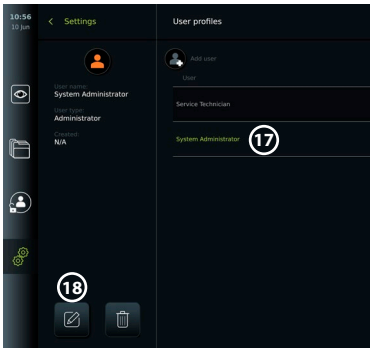 10:56
10 Jun
Settings
User name:
System Administrator
User type:
Administrator
Created:
N/A
18
User profiles
Add user
User
Service Technician
System Administrator
17